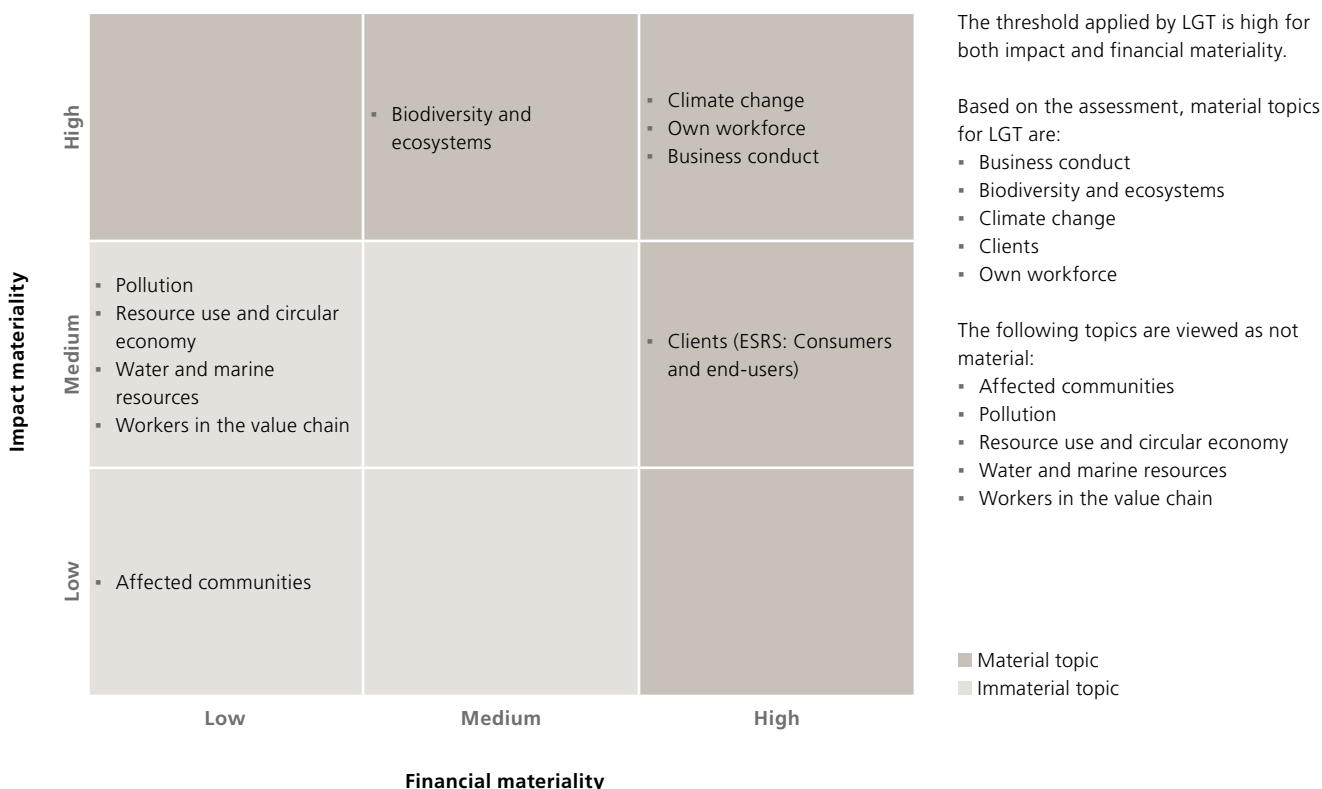 Impact materiality
High
▪ Biodiversity and
ecosystems
▪ Climate change
▪ Own workforce
▪ Business conduct
Medium
▪ Pollution
▪ Resource use and circular
economy
▪ Water and marine
resources
▪ Workers in the value chain
▪ Clients (ESRS: Consumers
and end-users)
Low
▪ Affected communities
Low
Medium
High
Financial materiality
The threshold applied by LGT is high for
both impact and financial materiality.
Based on the assessment, material topics
for LGT are:
▪ Business conduct
▪ Biodiversity and ecosystems
▪ Climate change
▪ Clients
▪ Own workforce
The following topics are viewed as not
material:
▪ Affected communities
▪ Pollution
▪ Resource use and circular economy
▪ Water and marine resources
▪ Workers in the value chain
Material topic
Immaterial topic